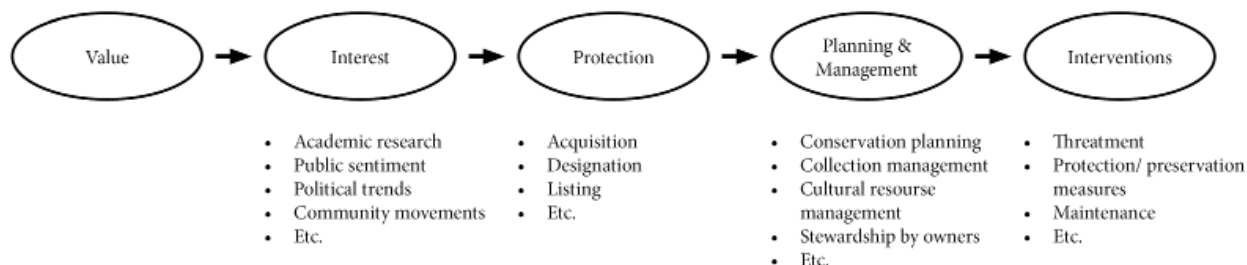 Value
Interest
Protection
Planning &
Management
Interventions
• Academic research
• Public sentiment
• Political trends
• Community movements
• Etc.
• Acquisition
• Designation
• Listing
• Etc.
• Conservation planning
• Collection management
• Cultural resourse
management
• Stewardship by owners
• Etc.
• Threatment
• Protection/ preservation
measures
• Maintenance
• Etc.